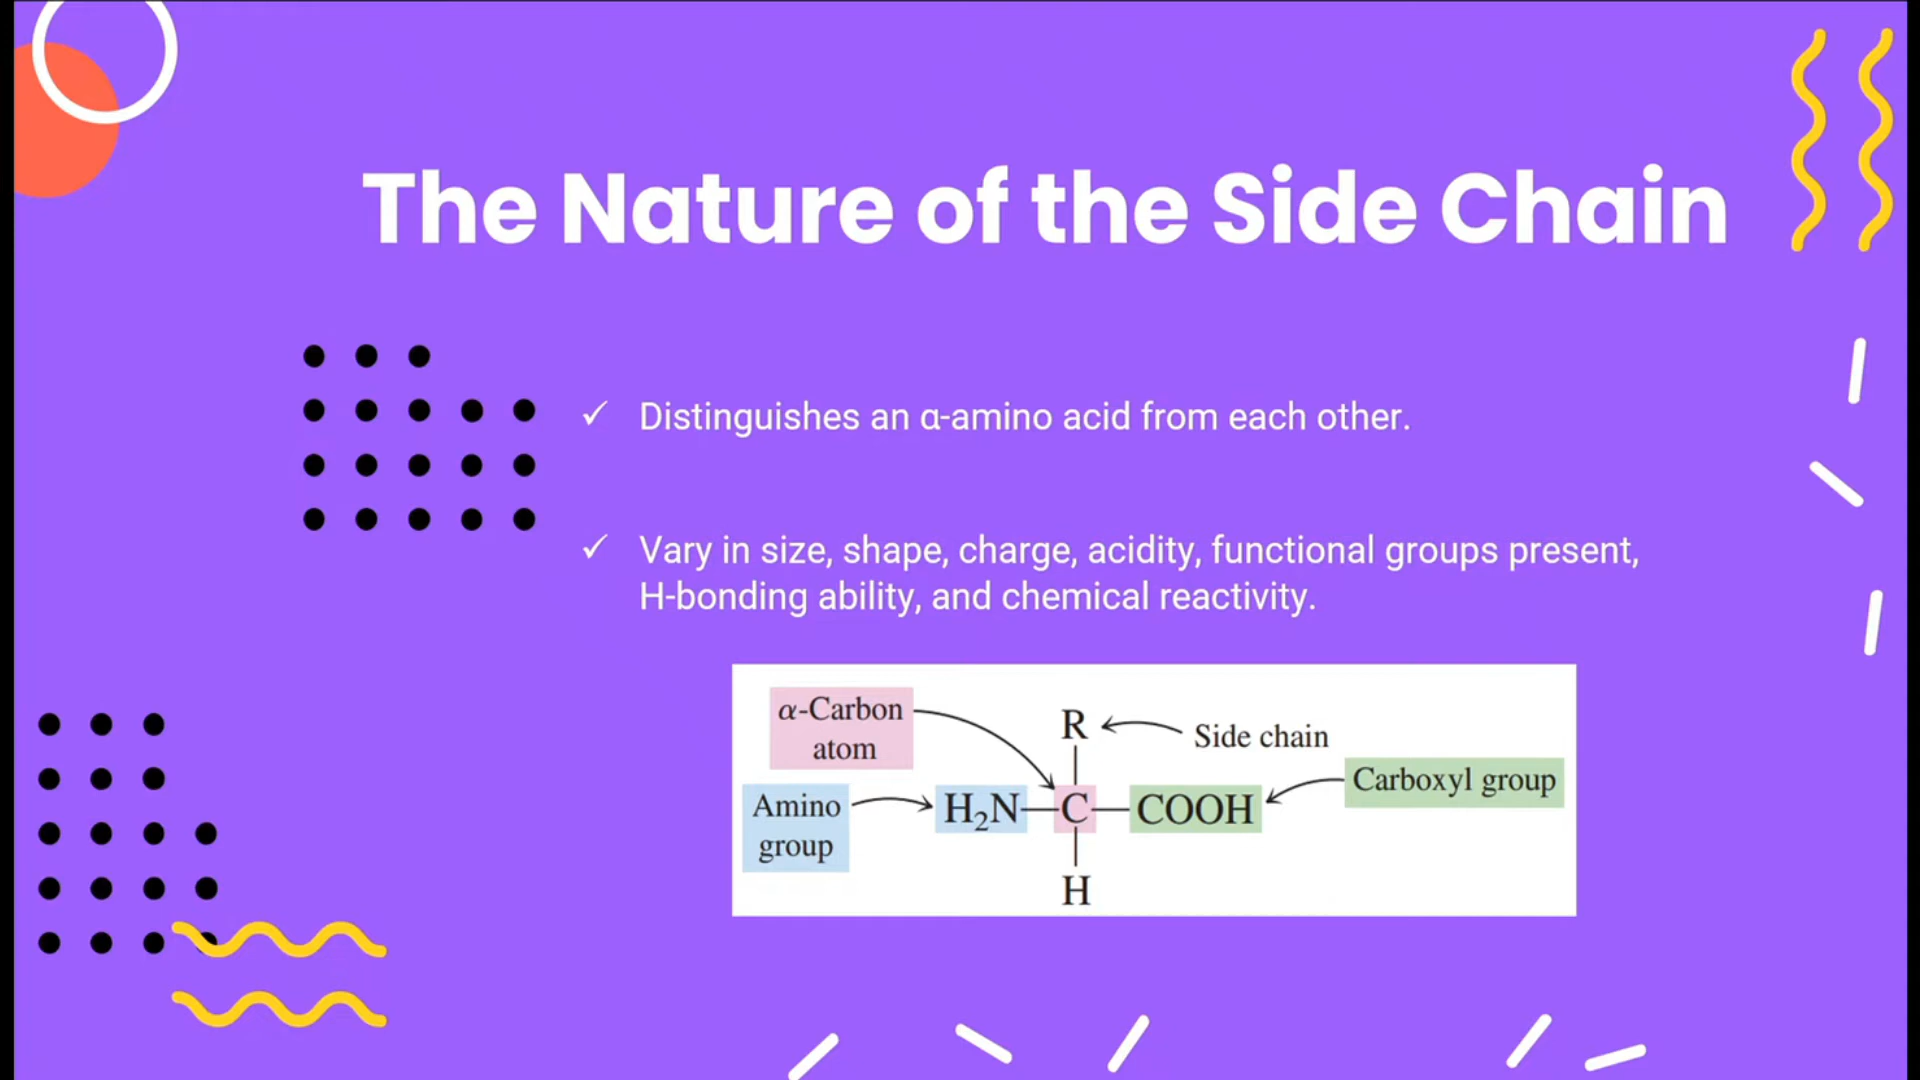 The Nature of the Side Chain
✓ Distinguishes an α-amino acid from each other.
✓ Vary in size, shape, charge, acidity, functional groups present,
H-bonding ability, and chemical reactivity.
α-Carbon
atom
R
Side chain
Carboxyl group
Amino
group
H₂N—C—COOH
H